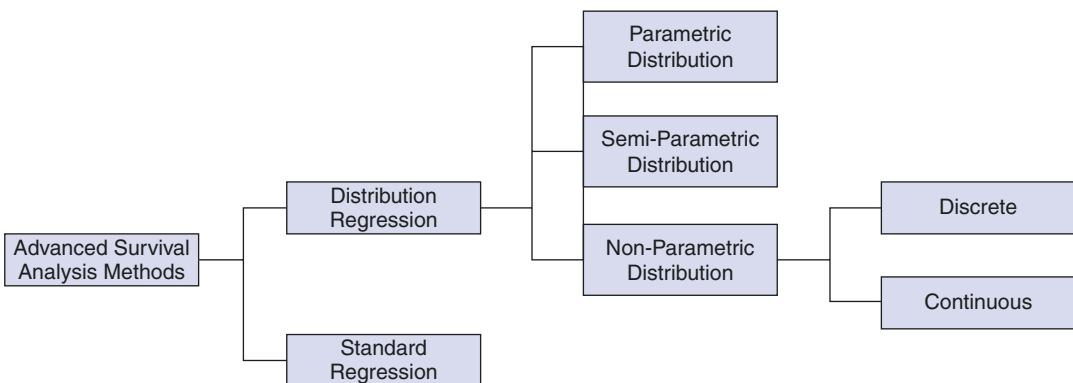 Parametric
Distribution
Semi-Parametric
Distribution
Distribution
Regression
Discrete
Advanced Survival
Analysis Methods
Non-Parametric
Distribution
Continuous
Standard
Regression